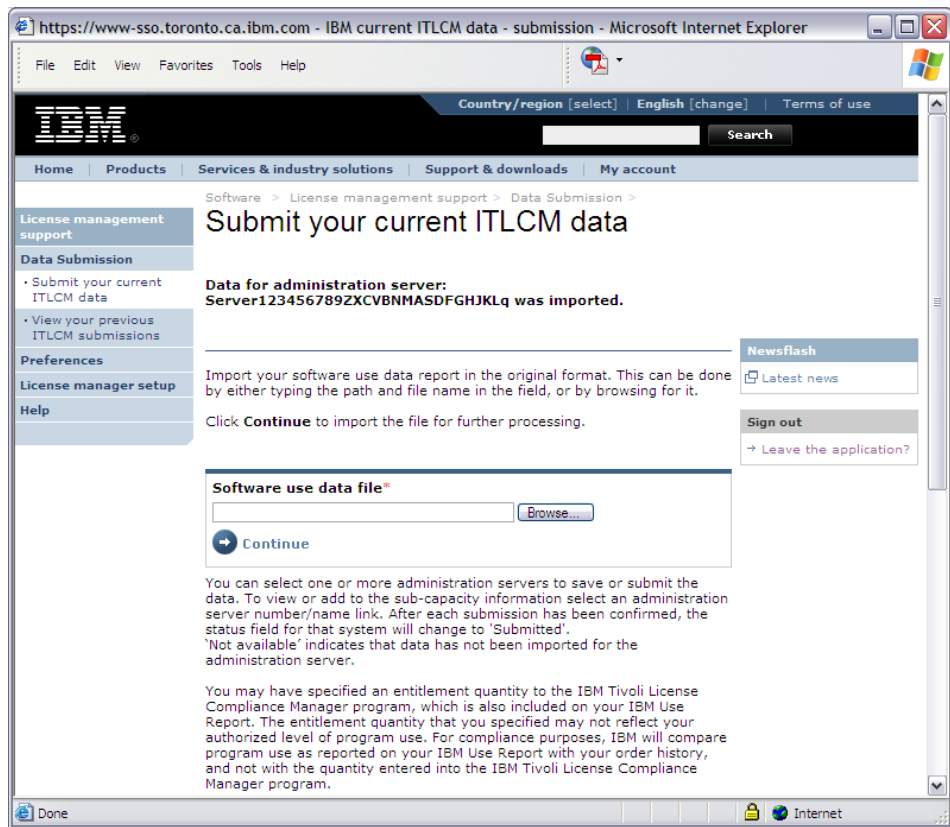 https://www-sso.toronto.ca.ibm.com - IBM current ITLCM data - submission - Microsoft Internet Explorer
File Edit View Favorites Tools Help
Country/region [select] | English [change] | Terms of use
IBM®
Search
Home | Products | Services & industry solutions | Support & downloads | My account
Software > License management support > Data Submission >
Submit your current ITLCM data
License management
support
Data Submission
· Submit your current
ITLCM data
· View your previous
ITLCM submissions
Preferences
License manager setup
Help
Data for administration server:
Server123456789ZXCVBNMASDFGHJKLq was imported.
Import your software use data report in the original format. This can be done
by either typing the path and file name in the field, or by browsing for it.
Click Continue to import the file for further processing.
Newsflash
Latest news
Sign out
→ Leave the application?
Software use data file*
Browse...
Continue
You can select one or more administration servers to save or submit the
data. To view or add to the sub-capacity information select an administration
server number/name link. After each submission has been confirmed, the
status field for that system will change to 'Submitted'.
'Not available' indicates that data has not been imported for the
administration server.
You may have specified an entitlement quantity to the IBM Tivoli License
Compliance Manager program, which is also included on your IBM Use
Report. The entitlement quantity that you specified may not reflect your
authorized level of program use. For compliance purposes, IBM will compare
program use as reported on your IBM Use Report with your order history,
and not with the quantity entered into the IBM Tivoli License Compliance
Manager program.
Done
Internet